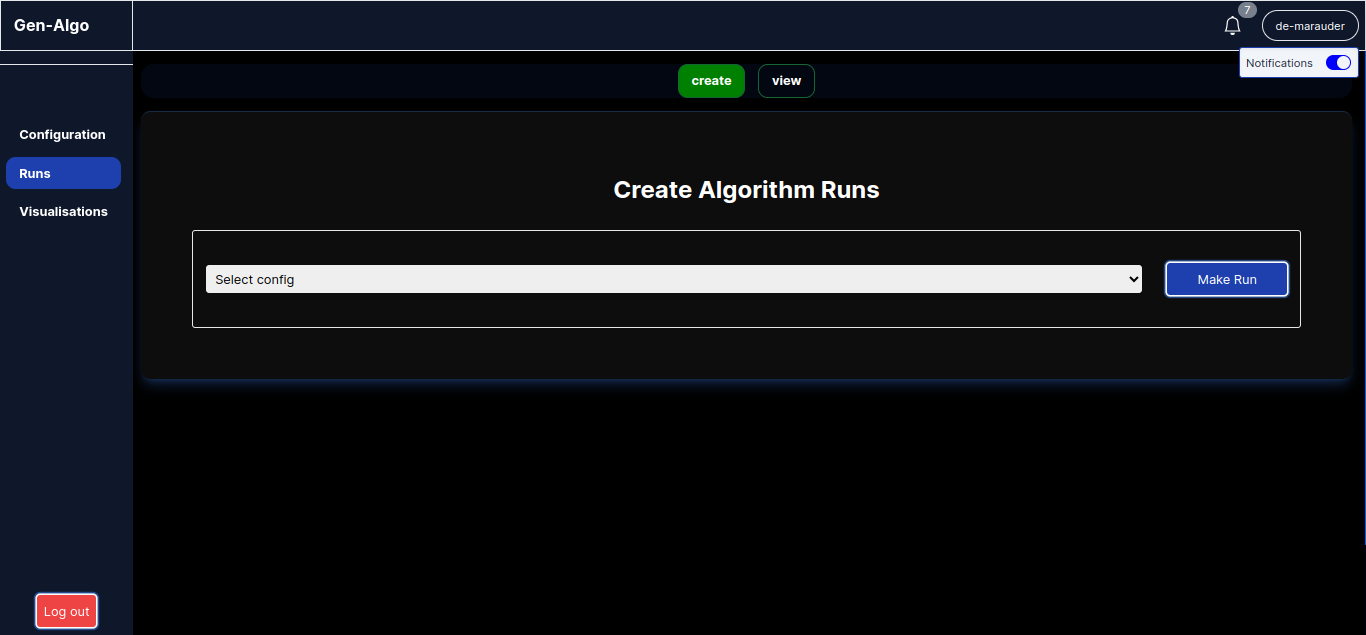 Gen-Algo
7
de-marauder
Notifications
create view
Configuration
Runs
Visualisations
Create Algorithm Runs
Select config
Make Run
Log out